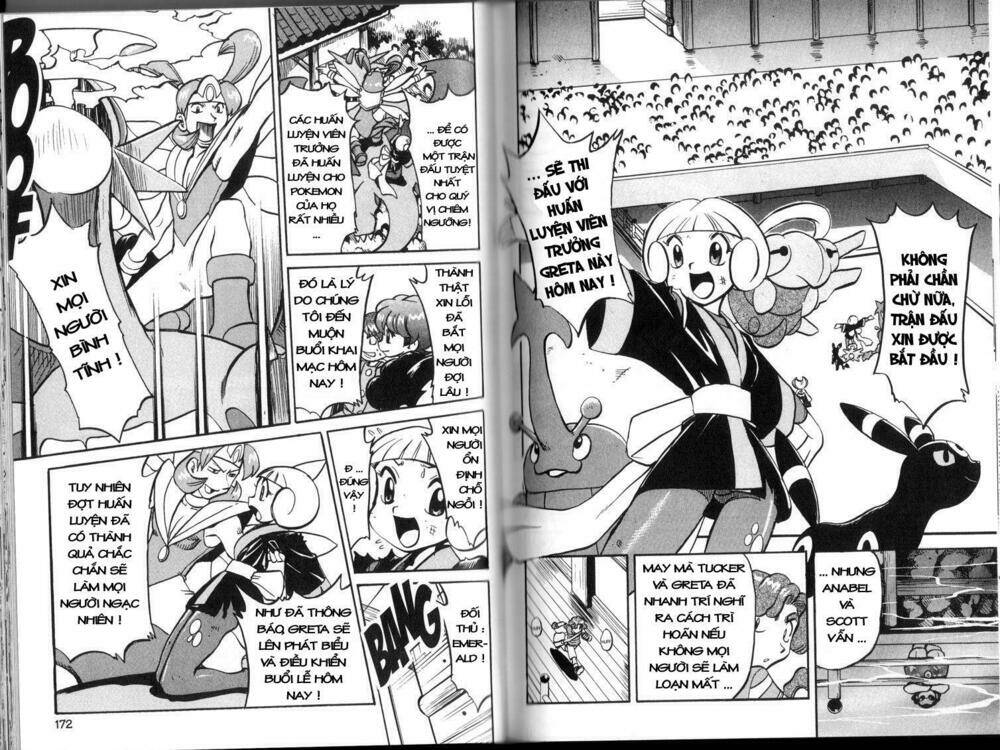 XIN
MỌI
NGƯỜI
BÌNH
TĨNH !
CÁC
HUẤN
LUYỆN VIÊN
TRƯỞNG
ĐÃ HUẤN
LUYỆN CHO
POKEMON
CỦA HỌ
RẤT NHIỀU
...
... ĐỂ CÓ
ĐƯỢC
MỘT TRẬN
ĐẤU TUYỆT
NHẤT
CHO QUÝ
VỊ CHIÊM
NGƯỠNG!
ĐÓ LÀ LÝ
DO CHÚNG
TÔI ĐẾN
MUỘN
BUỔI KHAI
MẠC HÔM
NAY !
THÀNH
THẬT
XIN LỖI
ĐÃ
BẮT MỌI
NGƯỜI
ĐỢI
LÂU !
TUY NHIÊN
ĐỢT HUẤN
LUYỆN ĐÃ
CÓ THÀNH
QUẢ CHẮC
CHẮN SẼ
LÀM MỌI
NGƯỜI NGẠC
NHIÊN !
NHƯ ĐÃ THÔNG
BÁO, GRETA SẼ
LÊN PHÁT BIỂU
VÀ ĐIỀU KHIỂN
BUỔI LỄ HÔM
NAY !
Đ ...
ĐÚNG
VẬY
!
XIN MỌI
NGƯỜI
ỔN
ĐỊNH
CHỖ
NGỒI !
BANG
ĐỐI
THỦ :
EMER-
ALD !
172
... SẼ THI
ĐẤU VỚI
HUẤN
LUYỆN VIÊN
TRƯỞNG
GRETA NÀY
HÔM NAY !
KHÔNG
PHẢI CHẦN
CHỪ NỮA,
TRẬN ĐẤU
XIN ĐƯỢC
BẮT ĐẦU !
MAY MÀ TUCKER
VÀ GRETA ĐÃ
NHANH TRÍ NGHĨ
RA CÁCH TRÌ
HOÃN NẾU
KHÔNG MỌI
NGƯỜI SẼ LÀM
LOẠN MẤT ...
... NHƯNG
ANABEL
VÀ
SCOTT
VẪN ...